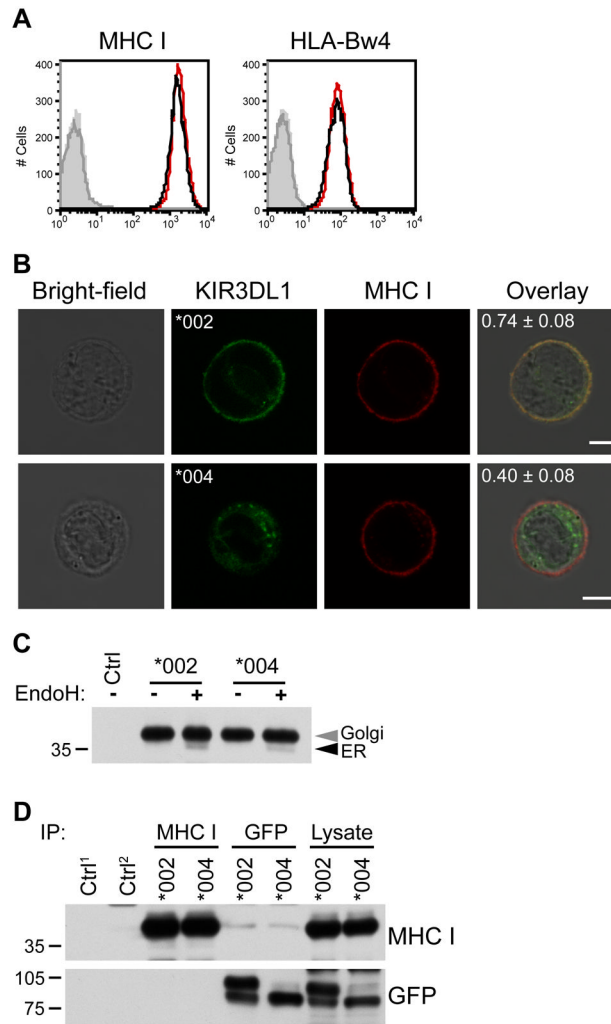 A
MHC I HLA-Bw4
# Cells # Cells
400 400
300 300
200 200
100 100
0 0
10⁰ 10¹ 10² 10³ 10⁴ 10⁰ 10¹ 10² 10³ 10⁴
B
Bright-field KIR3DL1 MHC I Overlay
*002 0.74 ± 0.08
*004 0.40 ± 0.08
C
Ctrl *002 *004
EndoH: - - + - +
Golgi
35 ER
D
IP: MHC I GFP Lysate
Ctrl¹ Ctrl² *002 *004 *002 *004 *002 *004
MHC I
35
105
GFP
75